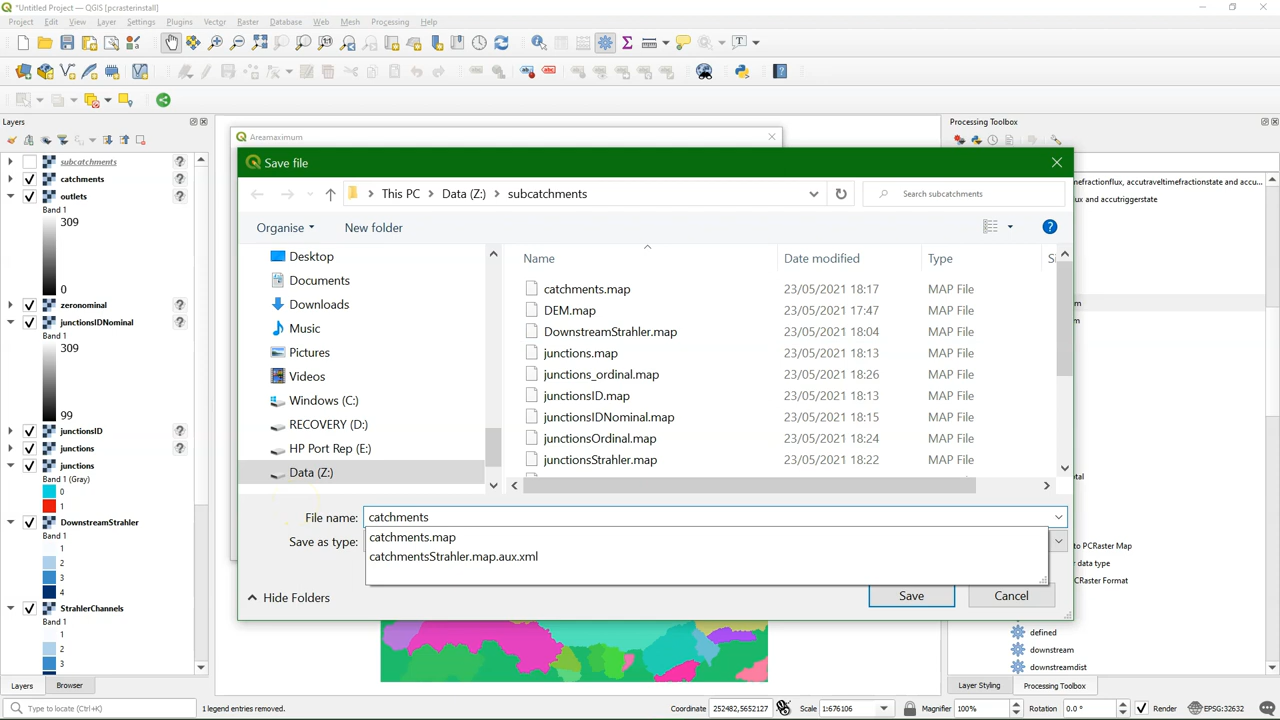 *Untitled Project — QGIS [pcrasterinstall]
Project Edit View Layer Settings Plugins Vector Raster Database Web Mesh Processing Help
Layers
subcatchments
catchments
outlets
Band 1
309
0
zeronominal
junctionsIDNominal
Band 1
309
99
junctionsID
junctions
junctions
Band 1 (Gray)
0
1
DownstreamStrahler
Band 1
1
2
3
4
StrahlerChannels
Band 1
1
2
3
Layers Browser
Areamaximum
Save file
This PC > Data (Z:) > subcatchments
Search subcatchments
Organise New folder
Desktop
Documents
Downloads
Music
Pictures
Videos
Windows (C:)
RECOVERY (D:)
HP Port Rep (E:)
Data (Z:)
Name Date modified Type
catchments.map 23/05/2021 18:17 MAP File
DEM.map 23/05/2021 17:47 MAP File
DownstreamStrahler.map 23/05/2021 18:04 MAP File
junctions.map 23/05/2021 18:13 MAP File
junctions_ordinal.map 23/05/2021 18:26 MAP File
junctionsID.map 23/05/2021 18:13 MAP File
junctionsIDNominal.map 23/05/2021 18:15 MAP File
junctionsOrdinal.map 23/05/2021 18:24 MAP File
junctionsStrahler.map 23/05/2021 18:22 MAP File
File name: catchments
catchments.map
Save as type:
catchmentsStrahler.map.aux.xml
Hide Folders
Save Cancel
Processing Toolbox
mefractionflux, accutraveltimefractionstate and accu...
ux and accutriggerstate
to PCRaster Map
r data type
CRaster Format
defined
downstream
downstreamdist
Layer Styling Processing Toolbox
Type to locate (Ctrl+K) 1 legend entries removed. Coordinate 252482,5652127 Scale 1:676106 Magnifier 100% Rotation 0.0 ° Render EPSG:32632